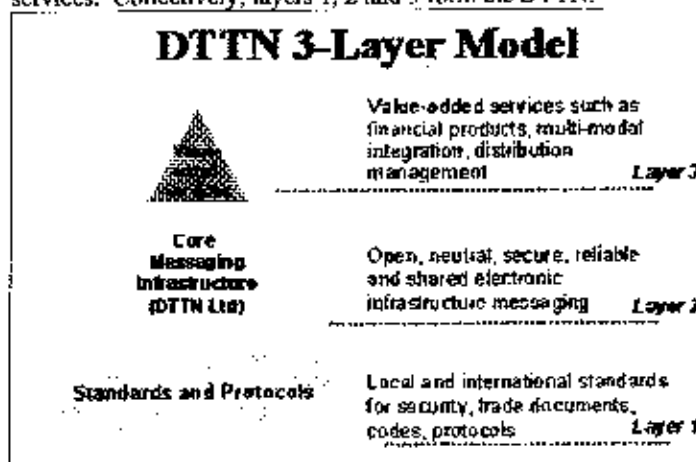 services. Collectively, layers 1, 2 and 3 form the DTTN.
DTTN 3-Layer Model
Value-added services such as
financial products, multi-modal
integration, distribution
management
Layer 3
Core
Messaging
Infrastructure
(DTTN Ltd)
Open, neutral, secure, reliable
and shared electronic
infrastructure messaging
Layer 2
Standards and Protocols
Local and international standards
for security, trade documents,
codes, protocols
Layer 1